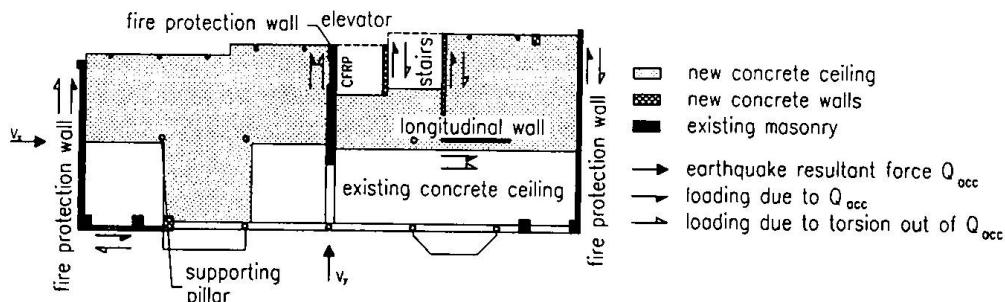 fire protection wall
elevator
CFRP
stairs
fire protection wall
Vx
longitudinal wall
existing concrete ceiling
supporting pillar
Vy
fire protection wall
new concrete ceiling
new concrete walls
existing masonry
earthquake resultant force Qacc
loading due to Qacc
loading due to torsion out of Qacc